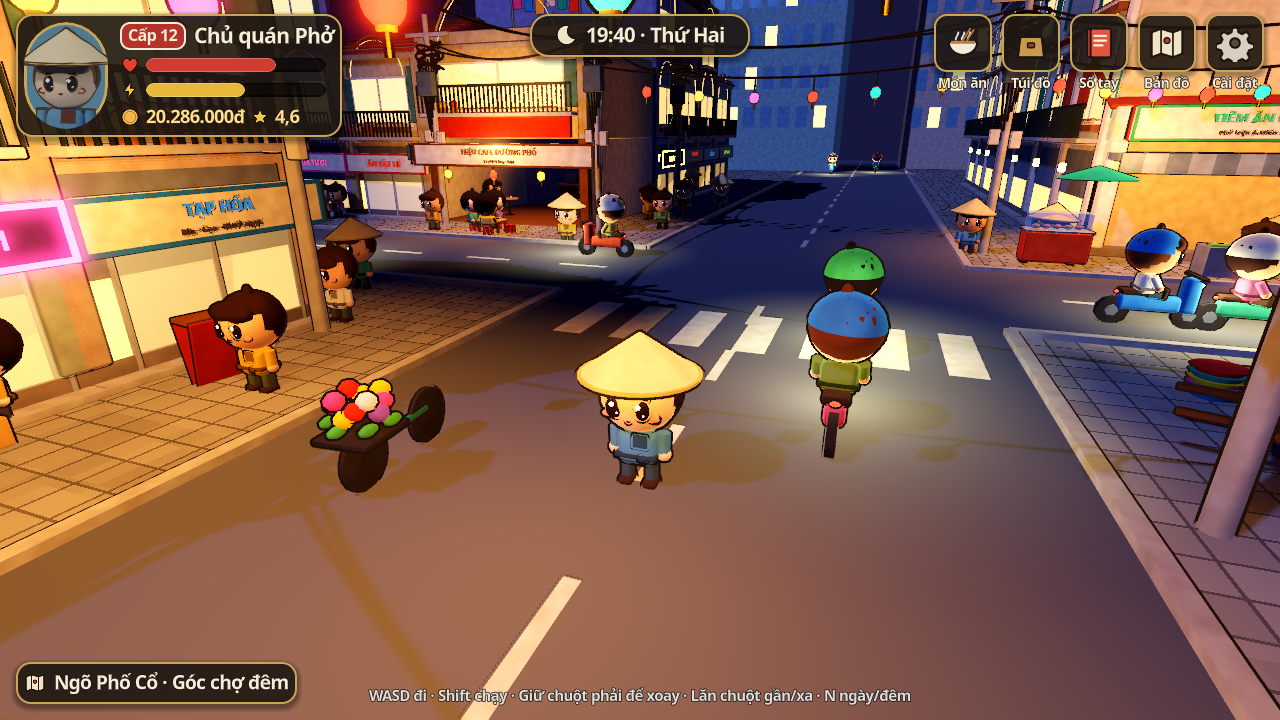 Cấp 12 Chủ quán Phở
20.286.000đ ★ 4,6
19:40 · Thứ Hai
Món ăn
Túi đồ
Sổ tay
Bản đồ
Cài đặt
TẠP HÓA
TIỆM ĂN
Ngõ Phố Cổ · Góc chợ đêm
WASD đi · Shift chạy · Giữ chuột phải để xoay · Lăn chuột gần/xa · N ngày/đêm